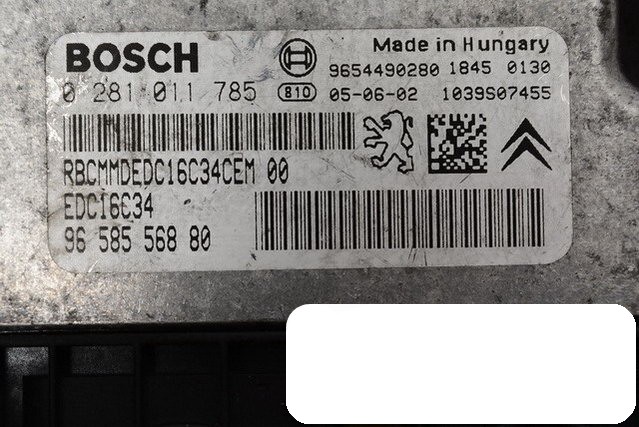 BOSCH
Made in Hungary
9654490280 1845 0130
0 281 011 785 B10 05-06-02 1039S07455
RBCMMDEDC16C34CEM 00
EDC16C34
96 585 568 80